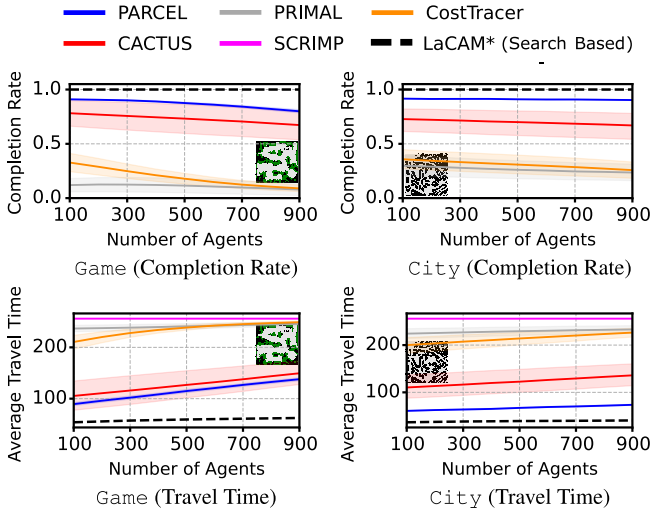 PARCEL PRIMAL CostTracer
CACTUS SCRIMP LaCAM* (Search Based)
Completion Rate
1.0
0.5
0.0
100 300 500 700 900
Number of Agents
Game (Completion Rate)
Completion Rate
1.0
0.5
0.0
100 300 500 700 900
Number of Agents
City (Completion Rate)
Average Travel Time
200
100
100 300 500 700 900
Number of Agents
Game (Travel Time)
Average Travel Time
200
100
100 300 500 700 900
Number of Agents
City (Travel Time)